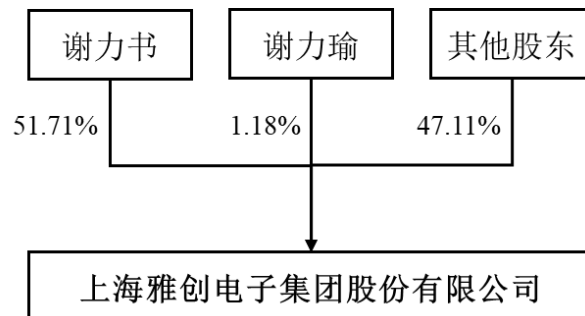 谢力书 谢力瑜 其他股东
51.71% 1.18% 47.11%
上海雅创电子集团股份有限公司